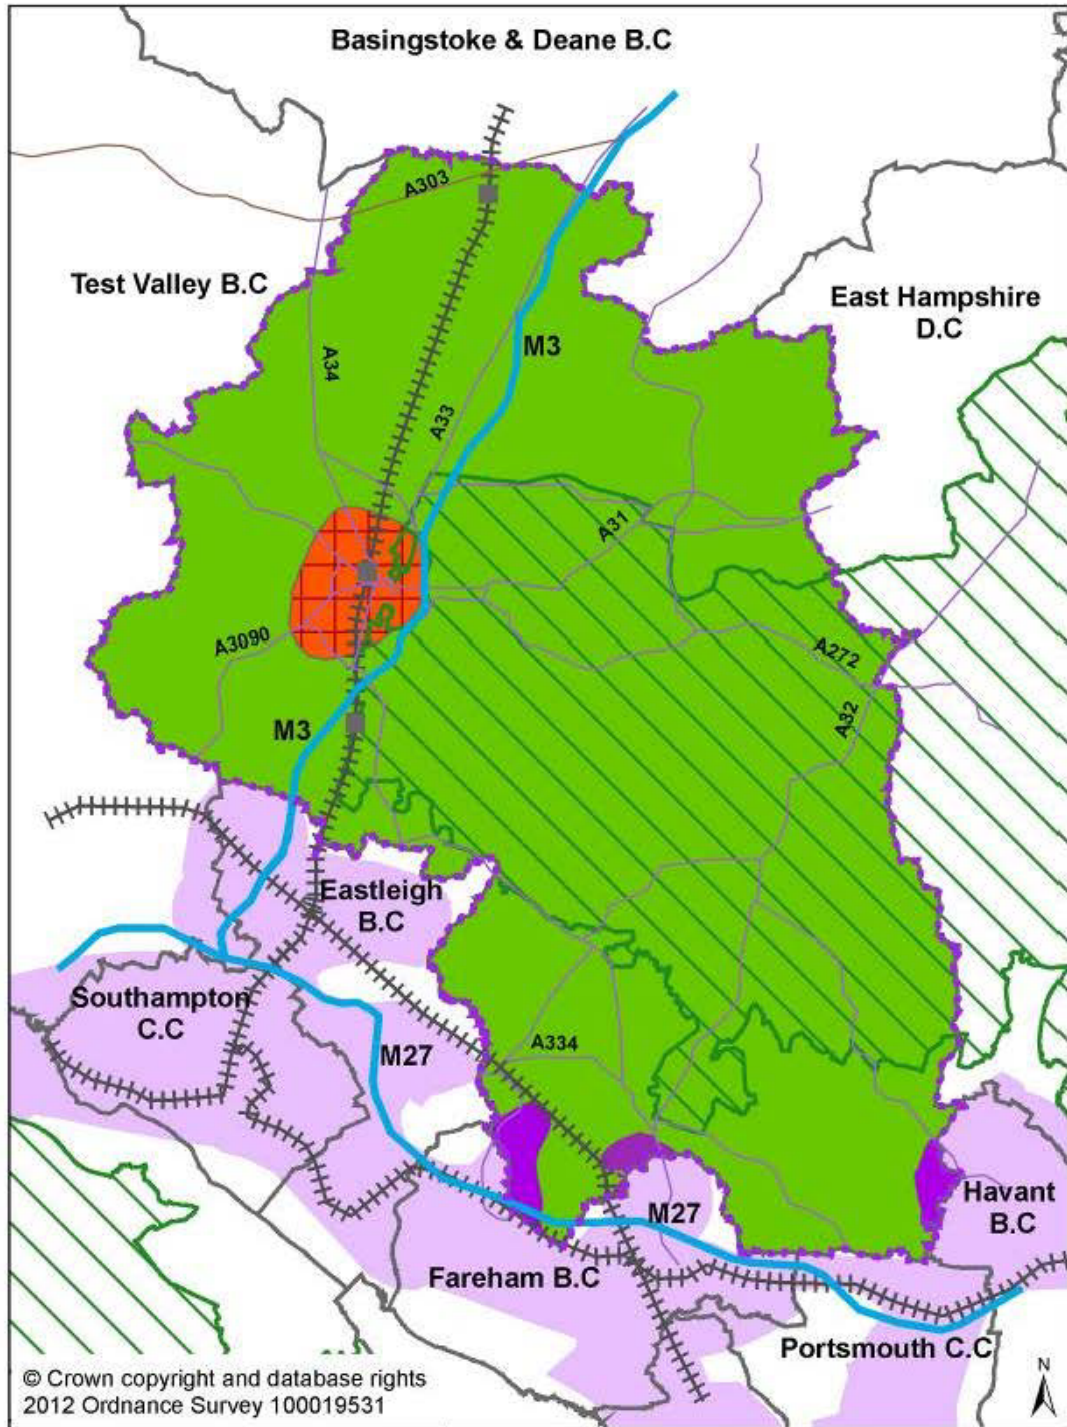 Basingstoke & Deane B.C
A303
Test Valley B.C
East Hampshire
D.C
M3
A34
A33
A31
A3090
A272
A32
M3
Eastleigh
B.C
Southampton
C.C
A334
M27
Havant
B.C
M27
Fareham B.C
Portsmouth C.C
N
© Crown copyright and database rights
2012 Ordnance Survey 100019531